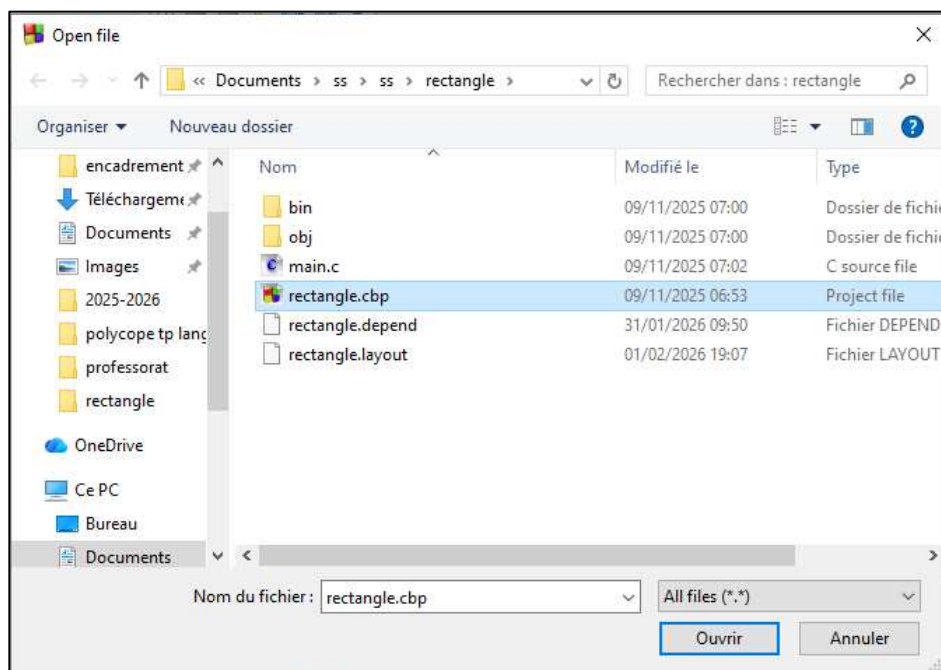 Open file
« Documents > ss > ss > rectangle >
Rechercher dans : rectangle
Organiser
Nouveau dossier
encadrement
Téléchargeme
Documents
Images
2025-2026
polycope tp lang
professorat
rectangle
OneDrive
Ce PC
Bureau
Documents
Nom Modifié le Type
bin 09/11/2025 07:00 Dossier de fichie
obj 09/11/2025 07:00 Dossier de fichie
main.c 09/11/2025 07:02 C source file
rectangle.cbp 09/11/2025 06:53 Project file
rectangle.depend 31/01/2026 09:50 Fichier DEPEND
rectangle.layout 01/02/2026 19:07 Fichier LAYOUT
Nom du fichier : rectangle.cbp All files (*.*)
Ouvrir Annuler